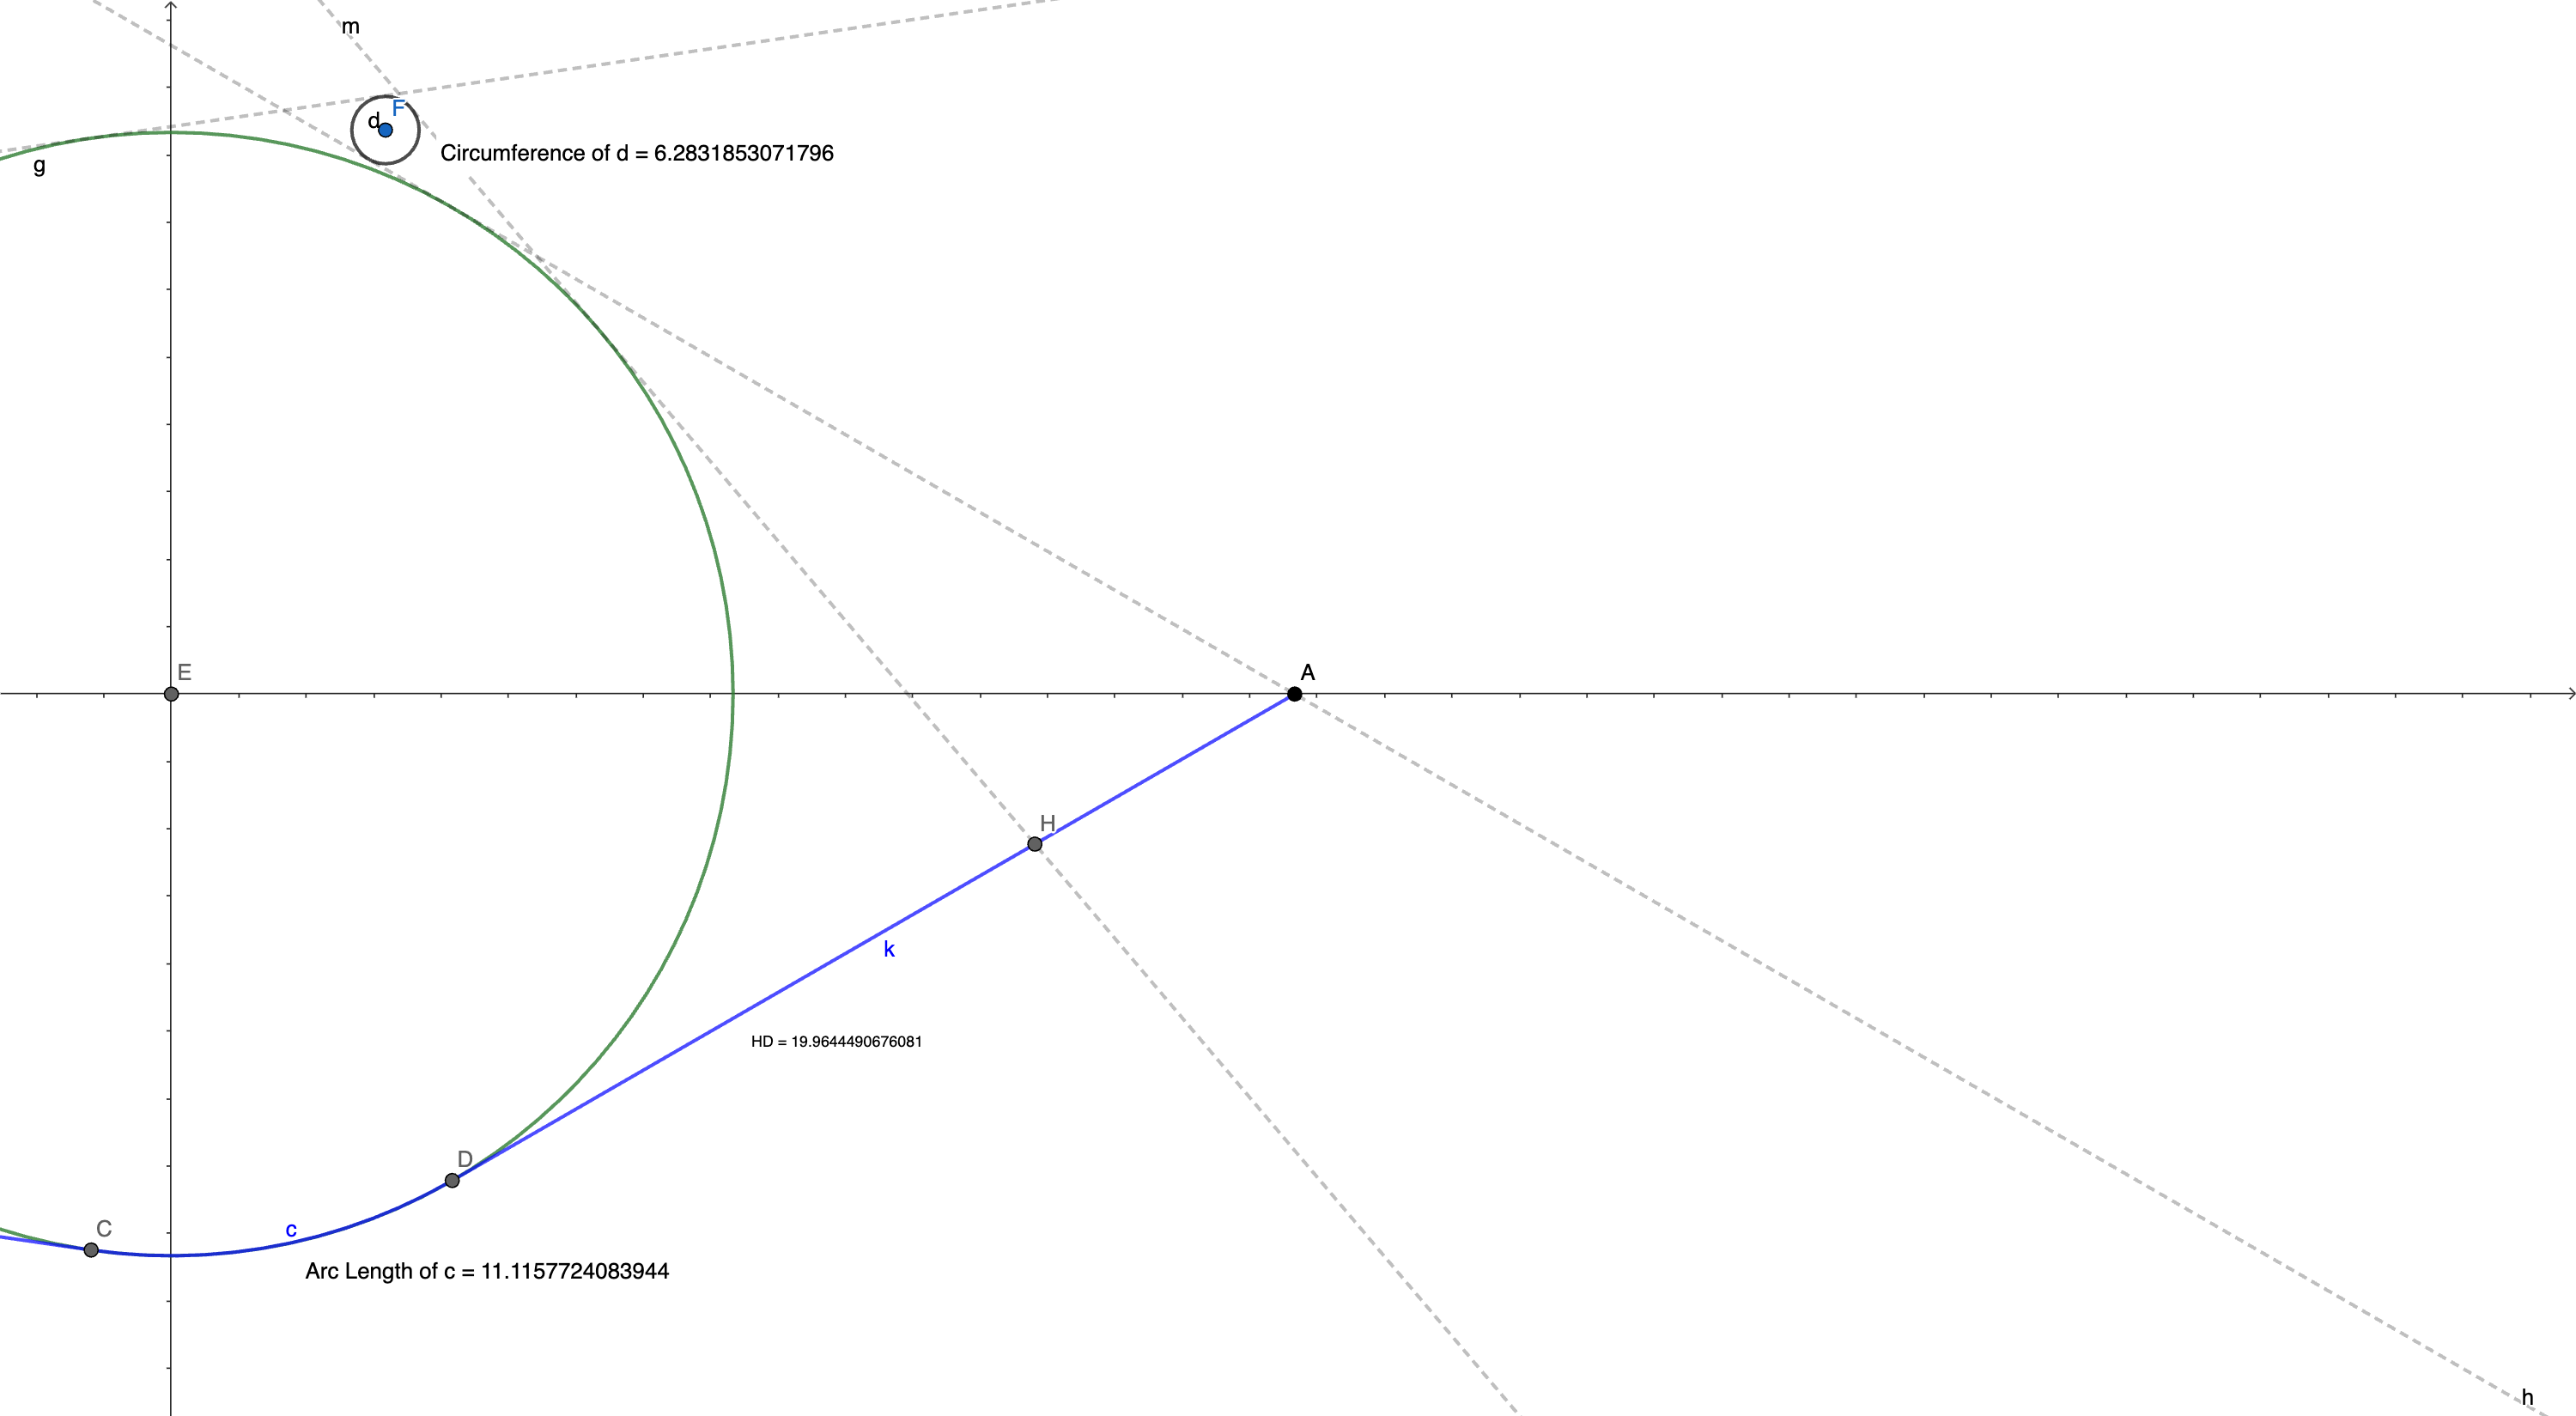 m
F
d
Circumference of d = 6.2831853071796
g
E
A
H
k
HD = 19.9644490676081
D
C
c
Arc Length of c = 11.1157724083944
h